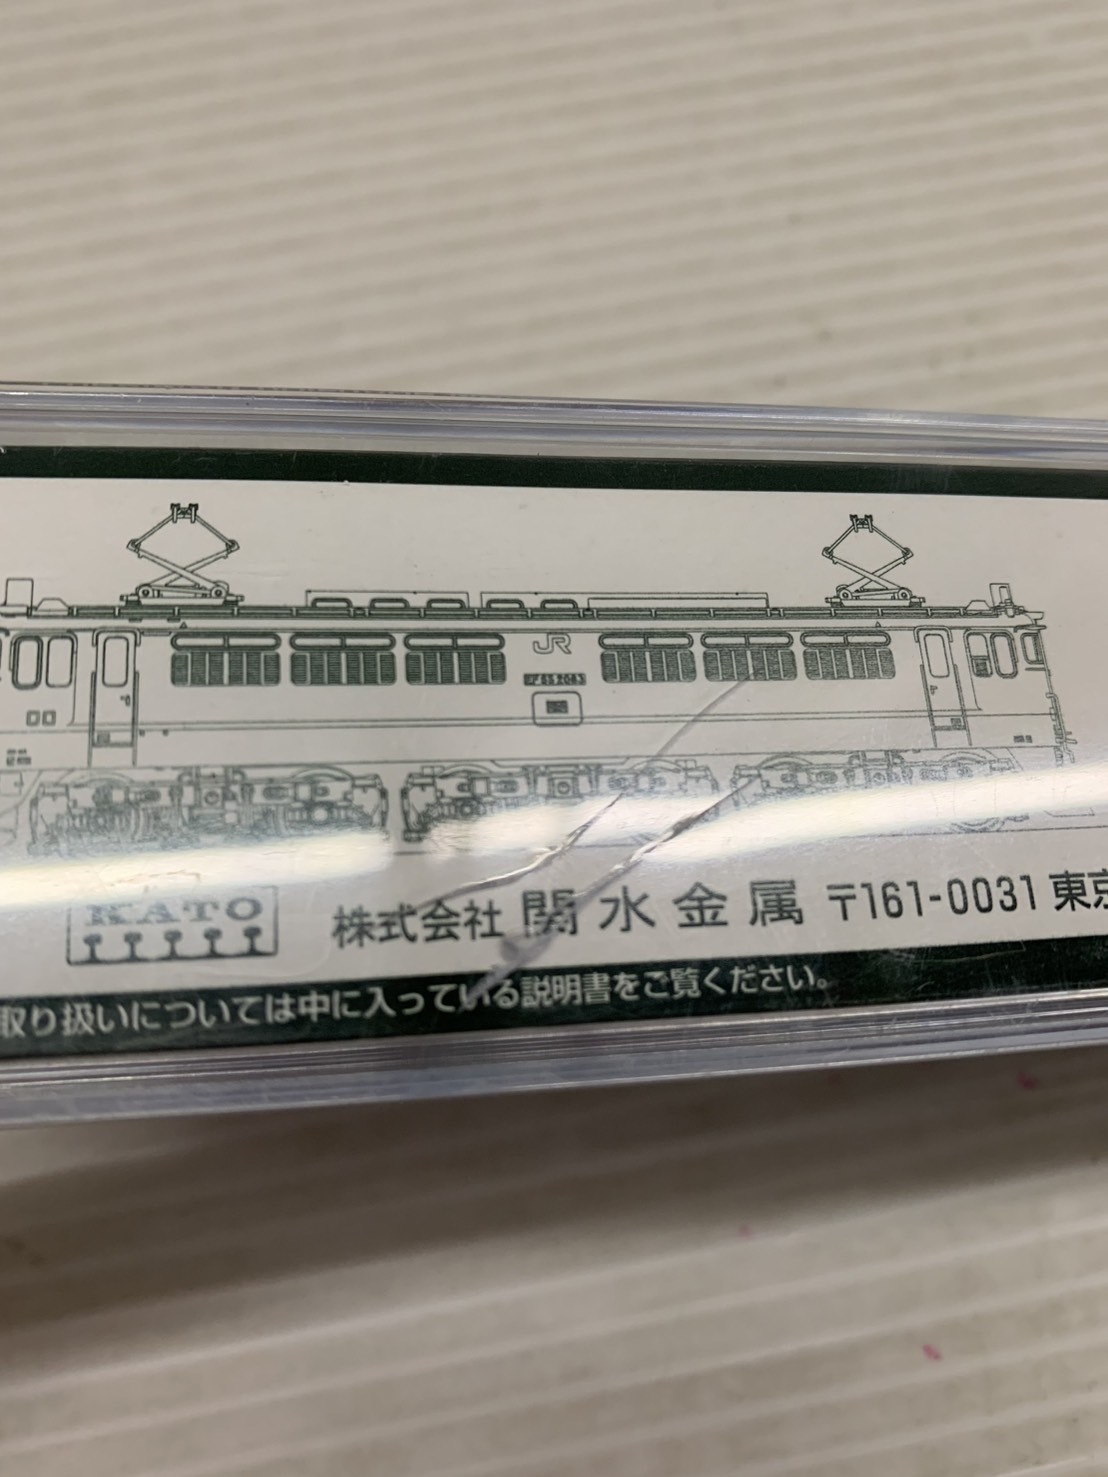 JR
EF65 2083
KATO
株式会社 関水金属 〒161-0031 東京
取り扱いについては中に入っている説明書をご覧ください。